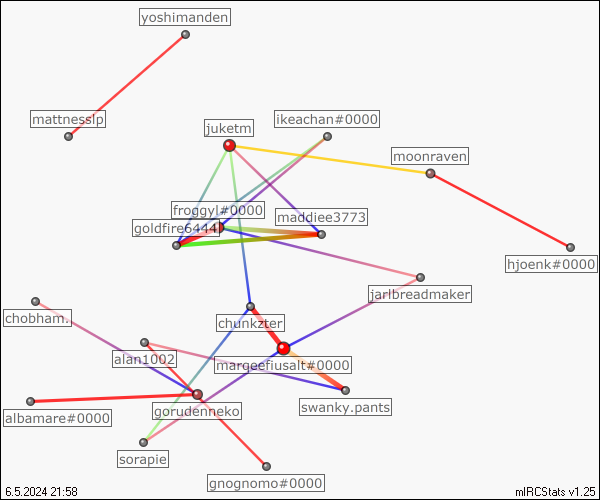 yoshimanden
mattnesslp
juketm
ikeachan#0000
moonraven
froggyl#0000
maddiee3773
goldfire6444
hjoenk#0000
jarlbreadmaker
chobham.
chunkzter
alan1002
marqeefiusalt#0000
swanky.pants
albamare#0000
gorudenneko
sorapie
gnognomo#0000
6.5.2024 21:58
mIRCStats v1.25